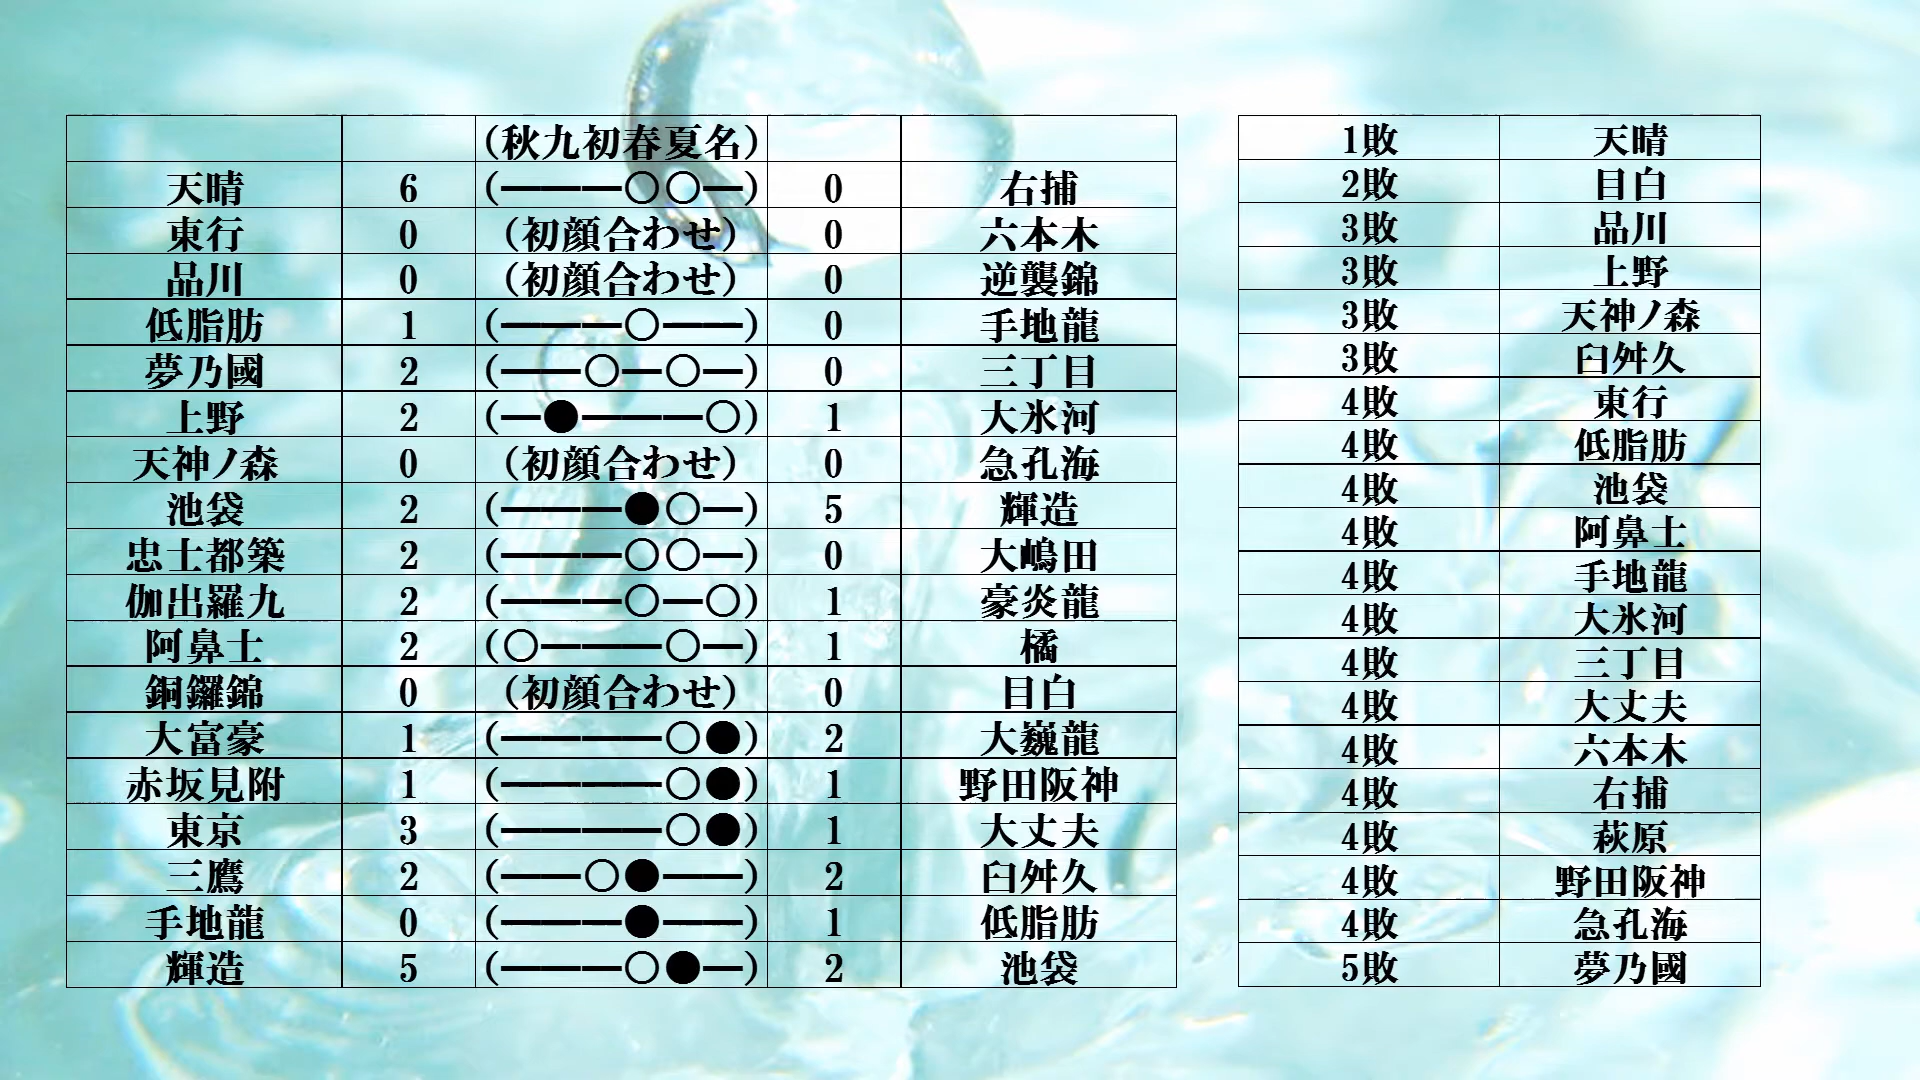 （秋九初春夏名）
天晴 6 （―――○○―） 0 右捕
東行 0 （初顔合わせ） 0 六本木
品川 0 （初顔合わせ） 0 逆襲錦
低脂肪 1 （―――○――） 0 手地龍
夢乃國 2 （――○―○―） 0 三丁目
上野 2 （―●―――○） 1 大氷河
天神ノ森 0 （初顔合わせ） 0 急孔海
池袋 2 （―――●○―） 5 輝造
忠士都築 2 （―――○○―） 0 大嶋田
伽出羅九 2 （―――○―○） 1 豪炎龍
阿鼻士 2 （○―――○―） 1 橘
銅鑼錦 0 （初顔合わせ） 0 目白
大富豪 1 （――――○●） 2 大巍龍
赤坂見附 1 （――――○●） 1 野田阪神
東京 3 （――――○●） 1 大丈夫
三鷹 2 （――○●――） 2 臼舛久
手地龍 0 （―――●――） 1 低脂肪
輝造 5 （―――○●―） 2 池袋
1敗 天晴
2敗 目白
3敗 品川
3敗 上野
3敗 天神ノ森
3敗 臼舛久
4敗 東行
4敗 低脂肪
4敗 池袋
4敗 阿鼻士
4敗 手地龍
4敗 大氷河
4敗 三丁目
4敗 大丈夫
4敗 六本木
4敗 右捕
4敗 萩原
4敗 野田阪神
4敗 急孔海
5敗 夢乃國